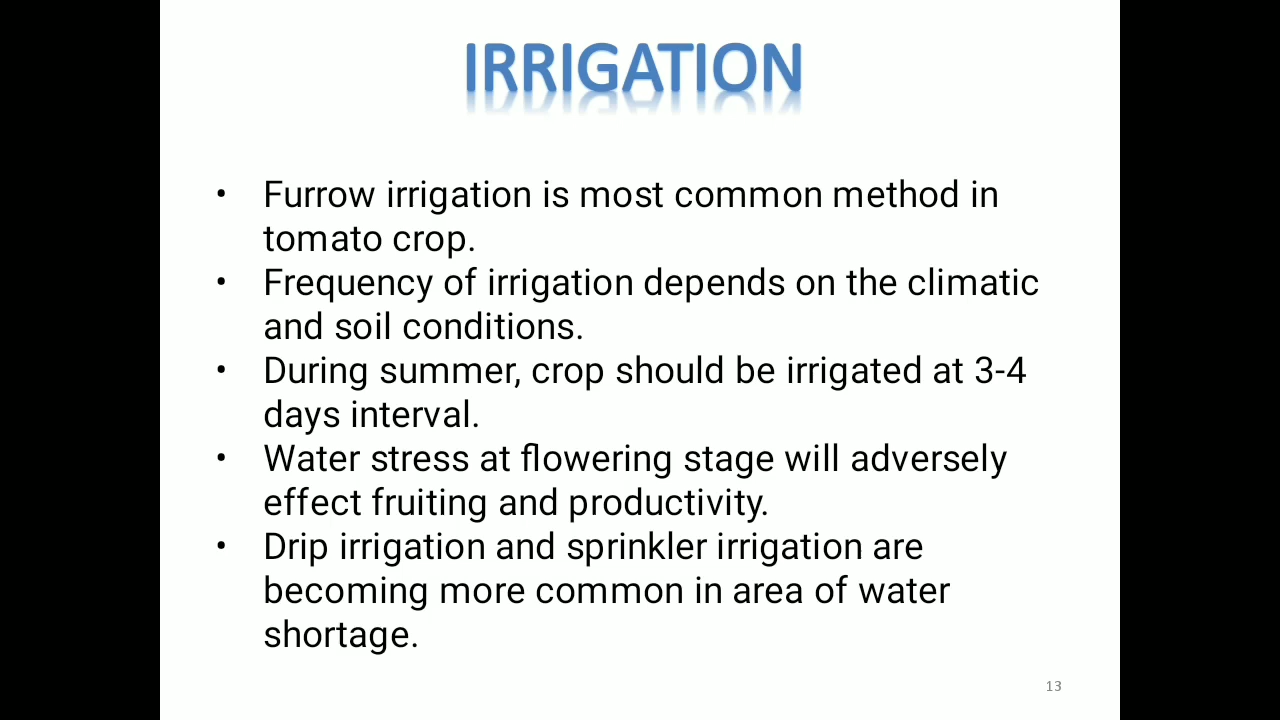 IRRIGATION
• Furrow irrigation is most common method in
tomato crop.
• Frequency of irrigation depends on the climatic
and soil conditions.
• During summer, crop should be irrigated at 3-4
days interval.
• Water stress at flowering stage will adversely
effect fruiting and productivity.
• Drip irrigation and sprinkler irrigation are
becoming more common in area of water
shortage.
13